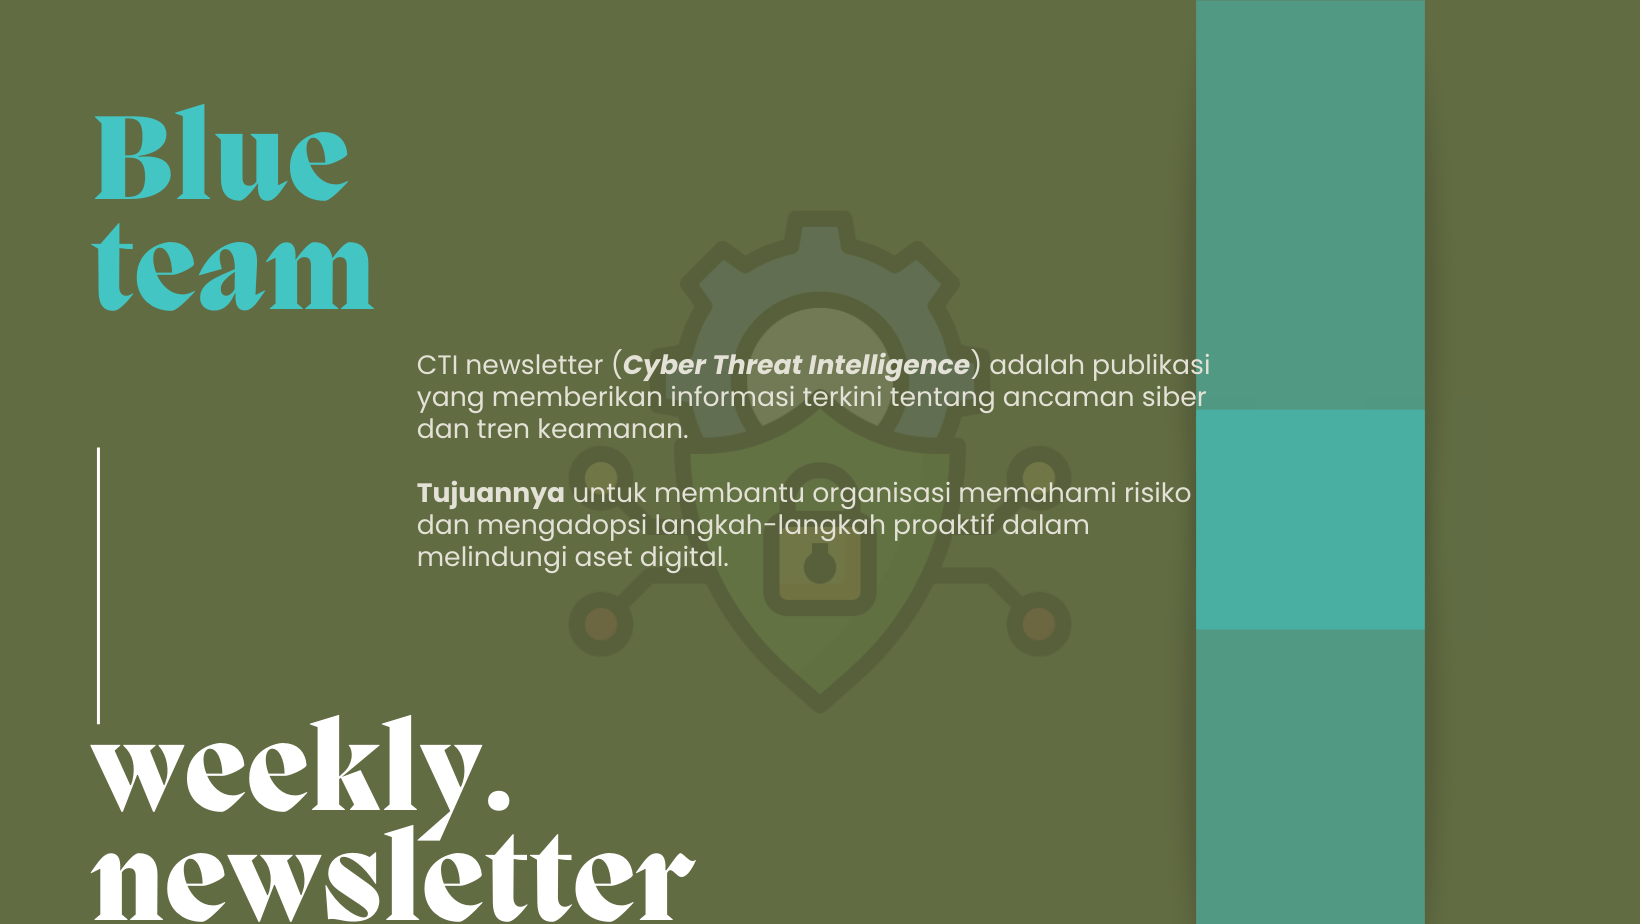 Blue
team
CTI newsletter (Cyber Threat Intelligence) adalah publikasi
yang memberikan informasi terkini tentang ancaman siber
dan tren keamanan.
Tujuannya untuk membantu organisasi memahami risiko
dan mengadopsi langkah-langkah proaktif dalam
melindungi aset digital.
weekly.
newsletter